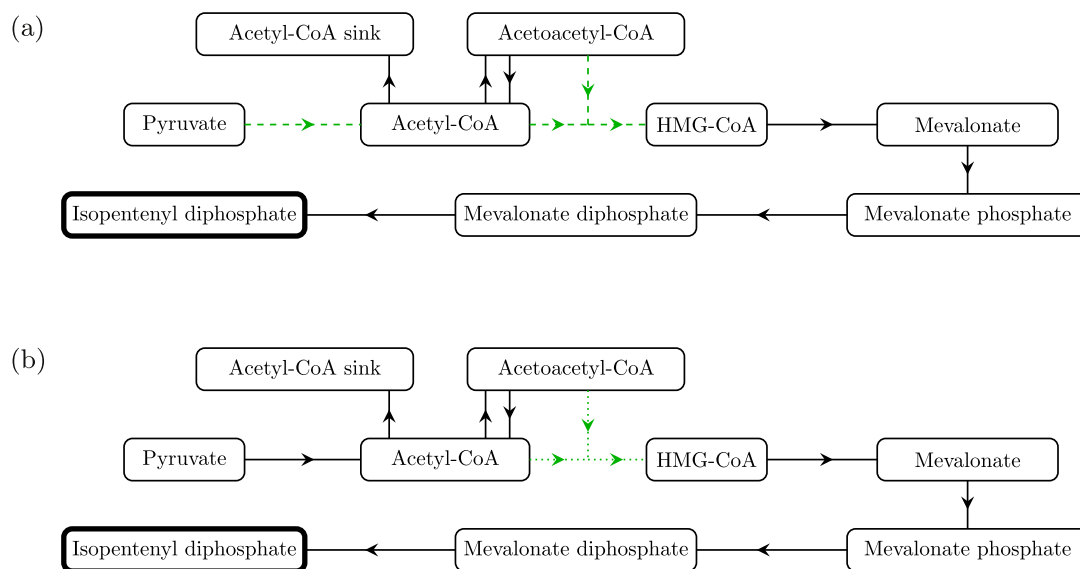 (a)
Acetyl-CoA sink
Acetoacetyl-CoA
Pyruvate
Acetyl-CoA
HMG-CoA
Mevalonate
Isopentenyl diphosphate
Mevalonate diphosphate
Mevalonate phosphate
(b)
Acetyl-CoA sink
Acetoacetyl-CoA
Pyruvate
Acetyl-CoA
HMG-CoA
Mevalonate
Isopentenyl diphosphate
Mevalonate diphosphate
Mevalonate phosphate